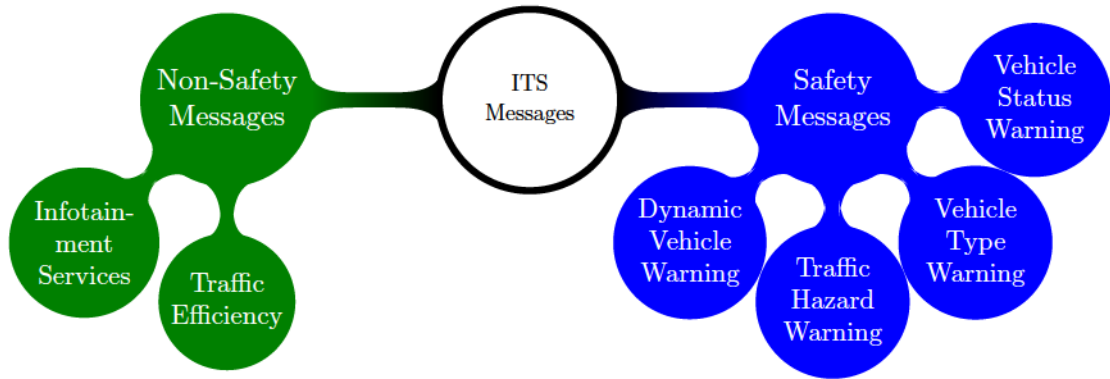 Non-Safety
Messages
ITS
Messages
Safety
Messages
Vehicle
Status
Warning
Infotain-
ment
Services
Traffic
Efficiency
Dynamic
Vehicle
Warning
Traffic
Hazard
Warning
Vehicle
Type
Warning